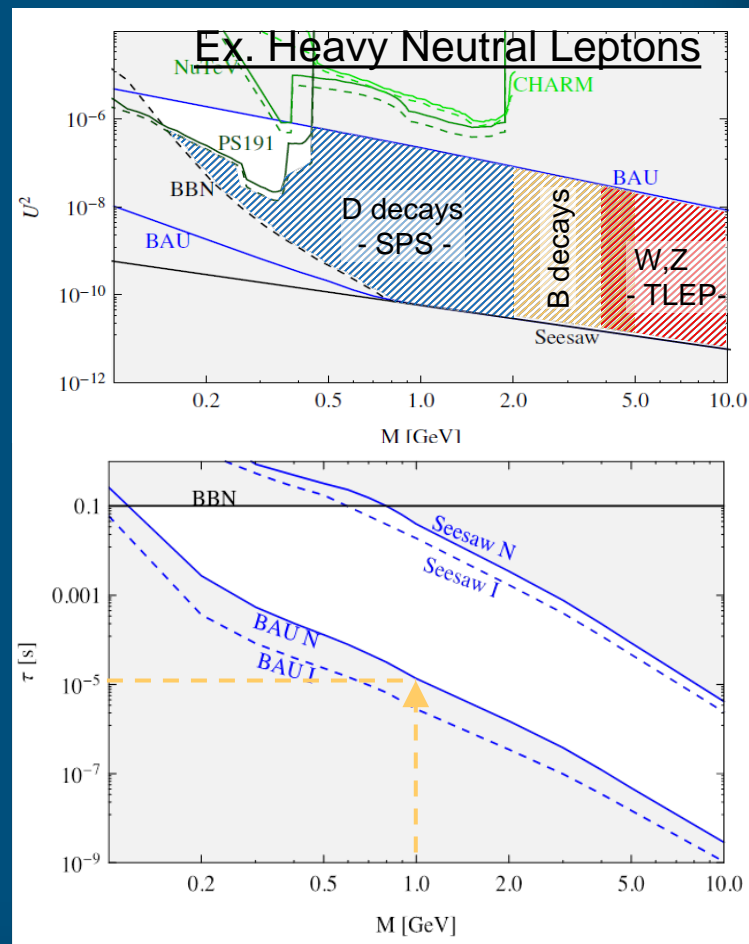 Ex. Heavy Neutral Leptons
NuTeV
CHARM
10⁻⁶
PS191
BBN
BAU
U²
10⁻⁸
D decays
- SPS -
B decays
W,Z
- TLEP-
BAU
10⁻¹⁰
Seesaw
10⁻¹²
0.2 0.5 1.0 2.0 5.0 10.0
M [GeV]
0.1
BBN
Seesaw N
Seesaw I
0.001
BAU N
BAU I
τ [s]
10⁻⁵
10⁻⁷
10⁻⁹
0.2 0.5 1.0 2.0 5.0 10.0
M [GeV]